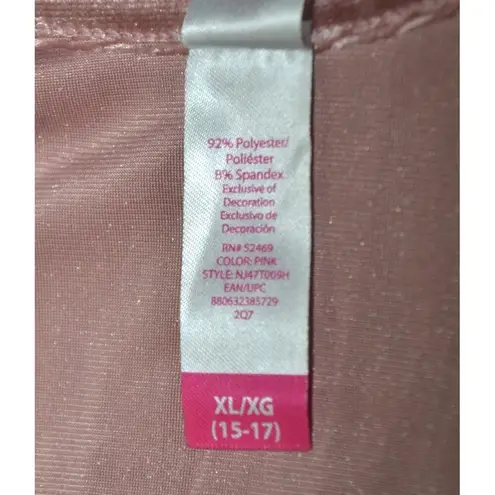 92% Polyester/
Poliéster
8% Spandex
Exclusive of
Decoration
Exclusivo de
Decoración
RN# 52469
COLOR: PINK
STYLE: NJ47T009H
EAN/UPC
880632385729
2Q7
XL/XG
(15-17)